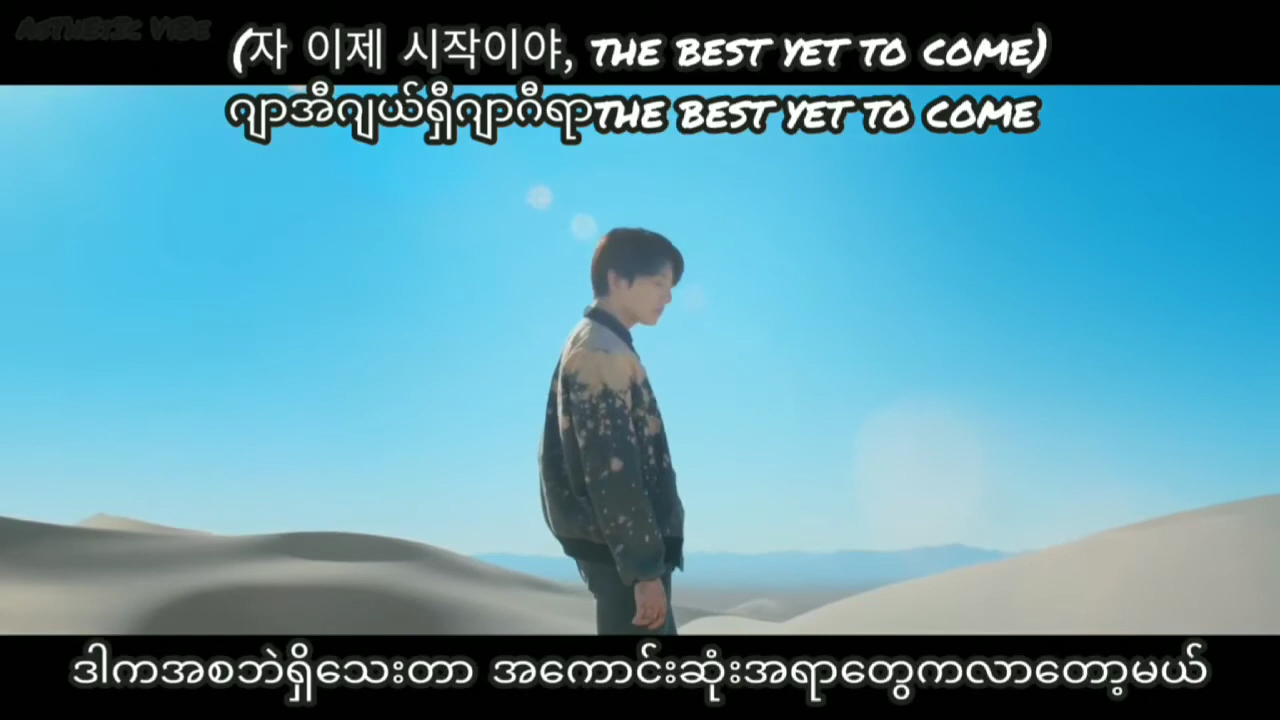 AESTHETIC VIBE
(자 이제 시작이야, THE BEST YET TO COME)
ဂျာအီဂျယ်ရှီဂျာဂီရာTHE BEST YET TO COME
ဒါကအစဘဲရှိသေးတာ အကောင်းဆုံးအရာတွေကလာတော့မယ်